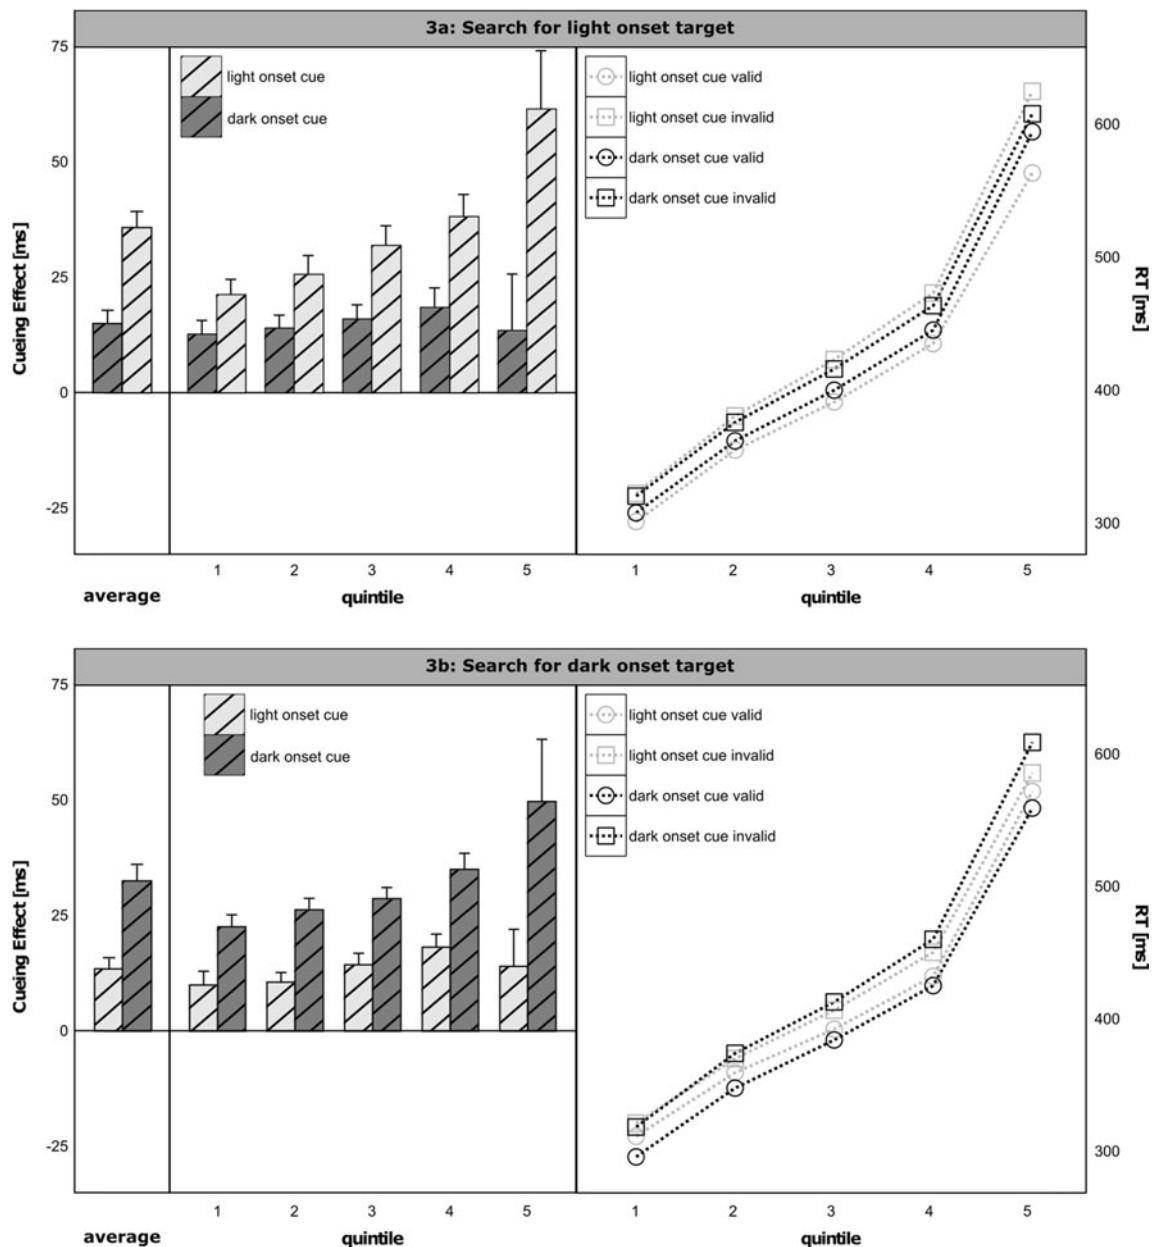 3a: Search for light onset target
75
50
25
0
-25
Cueing Effect [ms]
light onset cue
dark onset cue
1 2 3 4 5
average quintile
light onset cue valid
light onset cue invalid
dark onset cue valid
dark onset cue invalid
600
500
400
300
RT [ms]
1 2 3 4 5
quintile
3b: Search for dark onset target
75
50
25
0
-25
Cueing Effect [ms]
light onset cue
dark onset cue
1 2 3 4 5
average quintile
light onset cue valid
light onset cue invalid
dark onset cue valid
dark onset cue invalid
600
500
400
300
RT [ms]
1 2 3 4 5
quintile